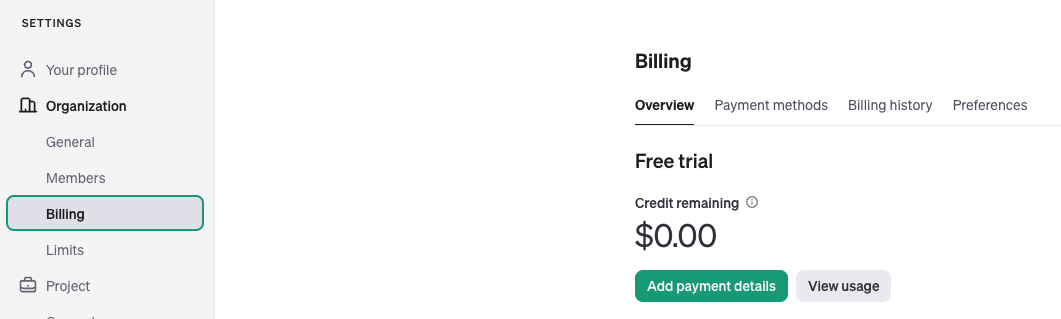 SETTINGS
Your profile
Organization
General
Members
Billing
Limits
Project
Billing
Overview Payment methods Billing history Preferences
Free trial
Credit remaining
$0.00
Add payment details View usage